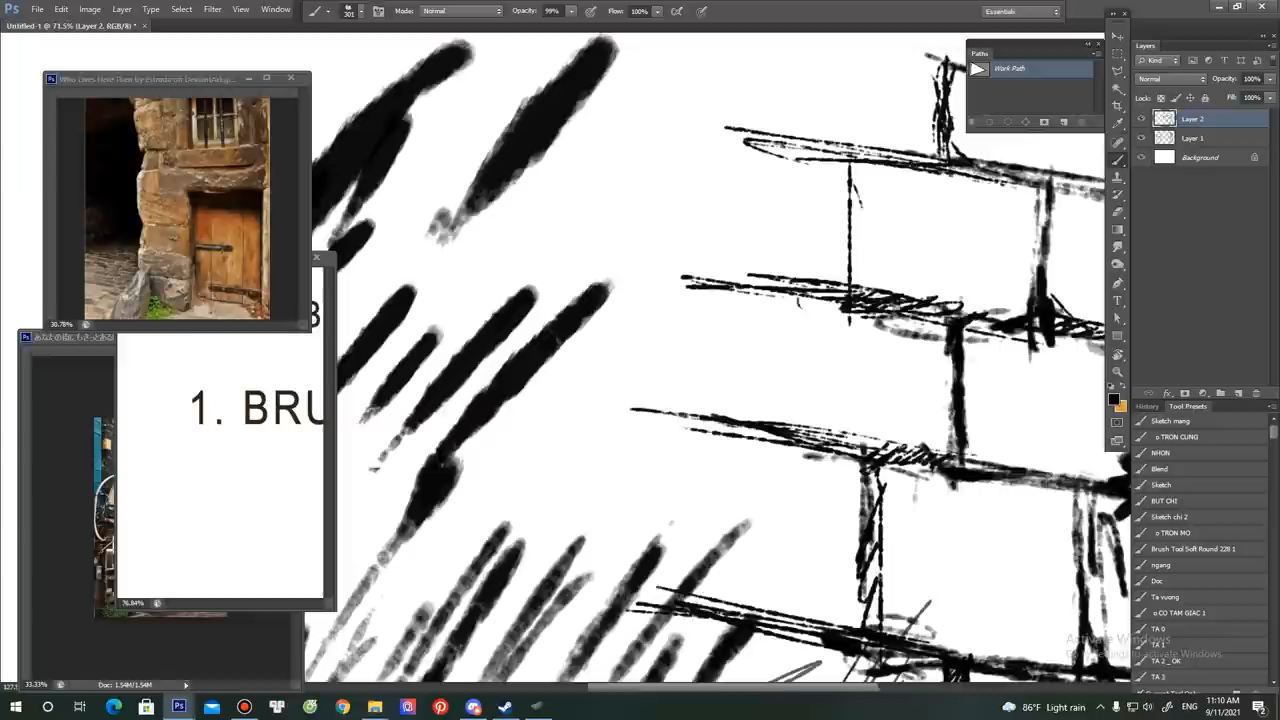 Ps File Edit Image Layer Type Select Filter View Window
301 Mode: Normal Opacity: 99% Flow: 100% Essentials
Untitled-1 @ 71.5% (Layer 2, RGB/8) * ×
Paths
Work Path
Layers
Kind
Normal Opacity: 100%
Lock: Fill: 100%
Layer 2
Layer 1
Background
30.78%
1. BRU
76.84%
33.33% Doc: 1.54M/1.54M
History Tool Presets
Sketch mang
o TRON CUNG
NHON
Blend
Sketch
BUT CHI
Sketch chi 2
o TRON MO
Brush Tool Soft Round 228 1
ngang
Doc
Ta vuong
o CO TAM GIAC 1
TA 0
TA 1
TA 2 _ OK
TA 3
Activate Windows
86°F Light rain
ENG
11:10 AM
9/11/2021